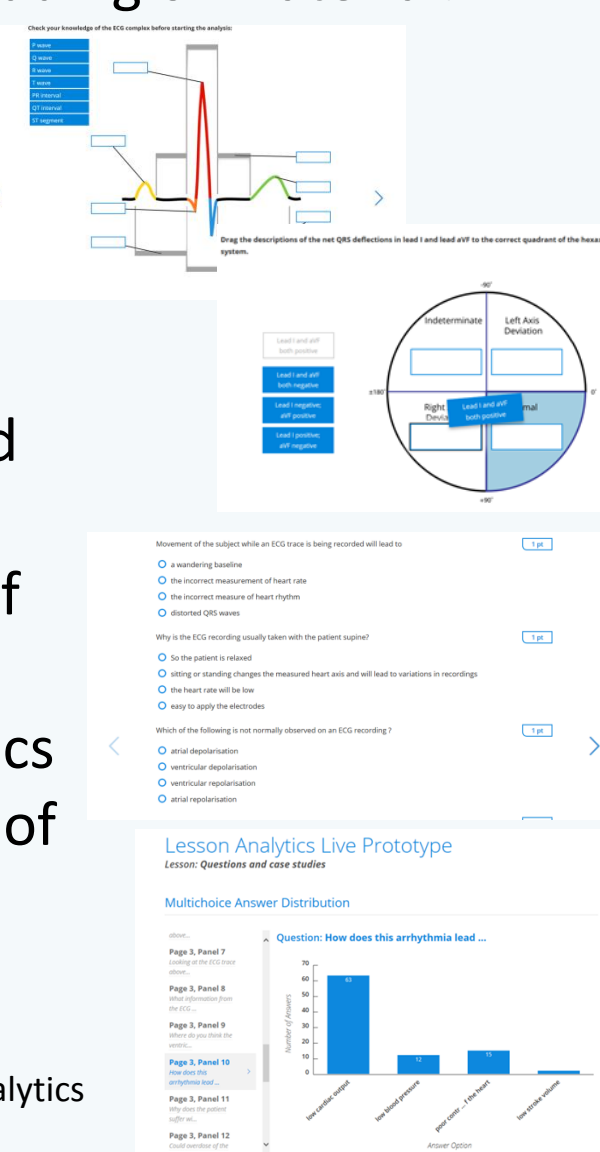 Check your knowledge of the ECG complex before starting the analysis:
P wave
Q wave
R wave
T wave
PR interval
QT interval
ST segment
Drag the descriptions of the net QRS deflections in lead I and lead aVF to the correct quadrant of the
system.
-90°
Indeterminate
Left Axis
Deviation
Lead I and aVF
both positive
Lead I and aVF
both negative
Lead I negative;
aVF positive
Lead I positive;
aVF negative
±180°
0°
Right
Lead I and aVF
both positive
+90°
d
f
cs
of
alytics
Movement of the subject while an ECG trace is being recorded will lead to
1 pt
a wandering baseline
the incorrect measurement of heart rate
the incorrect measure of heart rhythm
distorted QRS waves
Why is the ECG recording usually taken with the patient supine?
1 pt
So the patient is relaxed
sitting or standing changes the measured heart axis and will lead to variations in recordings
the heart rate will be low
easy to apply the electrodes
Which of the following is not normally observed on an ECG recording ?
1 pt
atrial depolarisation
ventricular depolarisation
ventricular repolarisation
atrial repolarisation
Lesson Analytics Live Prototype
Lesson: Questions and case studies
Multichoice Answer Distribution
above...
Page 3, Panel 7
Looking at the ECG trace
above...
Page 3, Panel 8
What information from
the ECG ...
Page 3, Panel 9
Where do you think the
ventric...
Page 3, Panel 10
How does this
arrhythmia lead ...
Page 3, Panel 11
Why does the patient
suffer wi...
Page 3, Panel 12
Could overdose of the
Question: How does this arrhythmia lead ...
Number of Answers
70
60
50
40
30
20
10
0
63
12
15
low cardiac output
low blood pressure
poor contr ... f the heart
low stroke volume
Answer Option